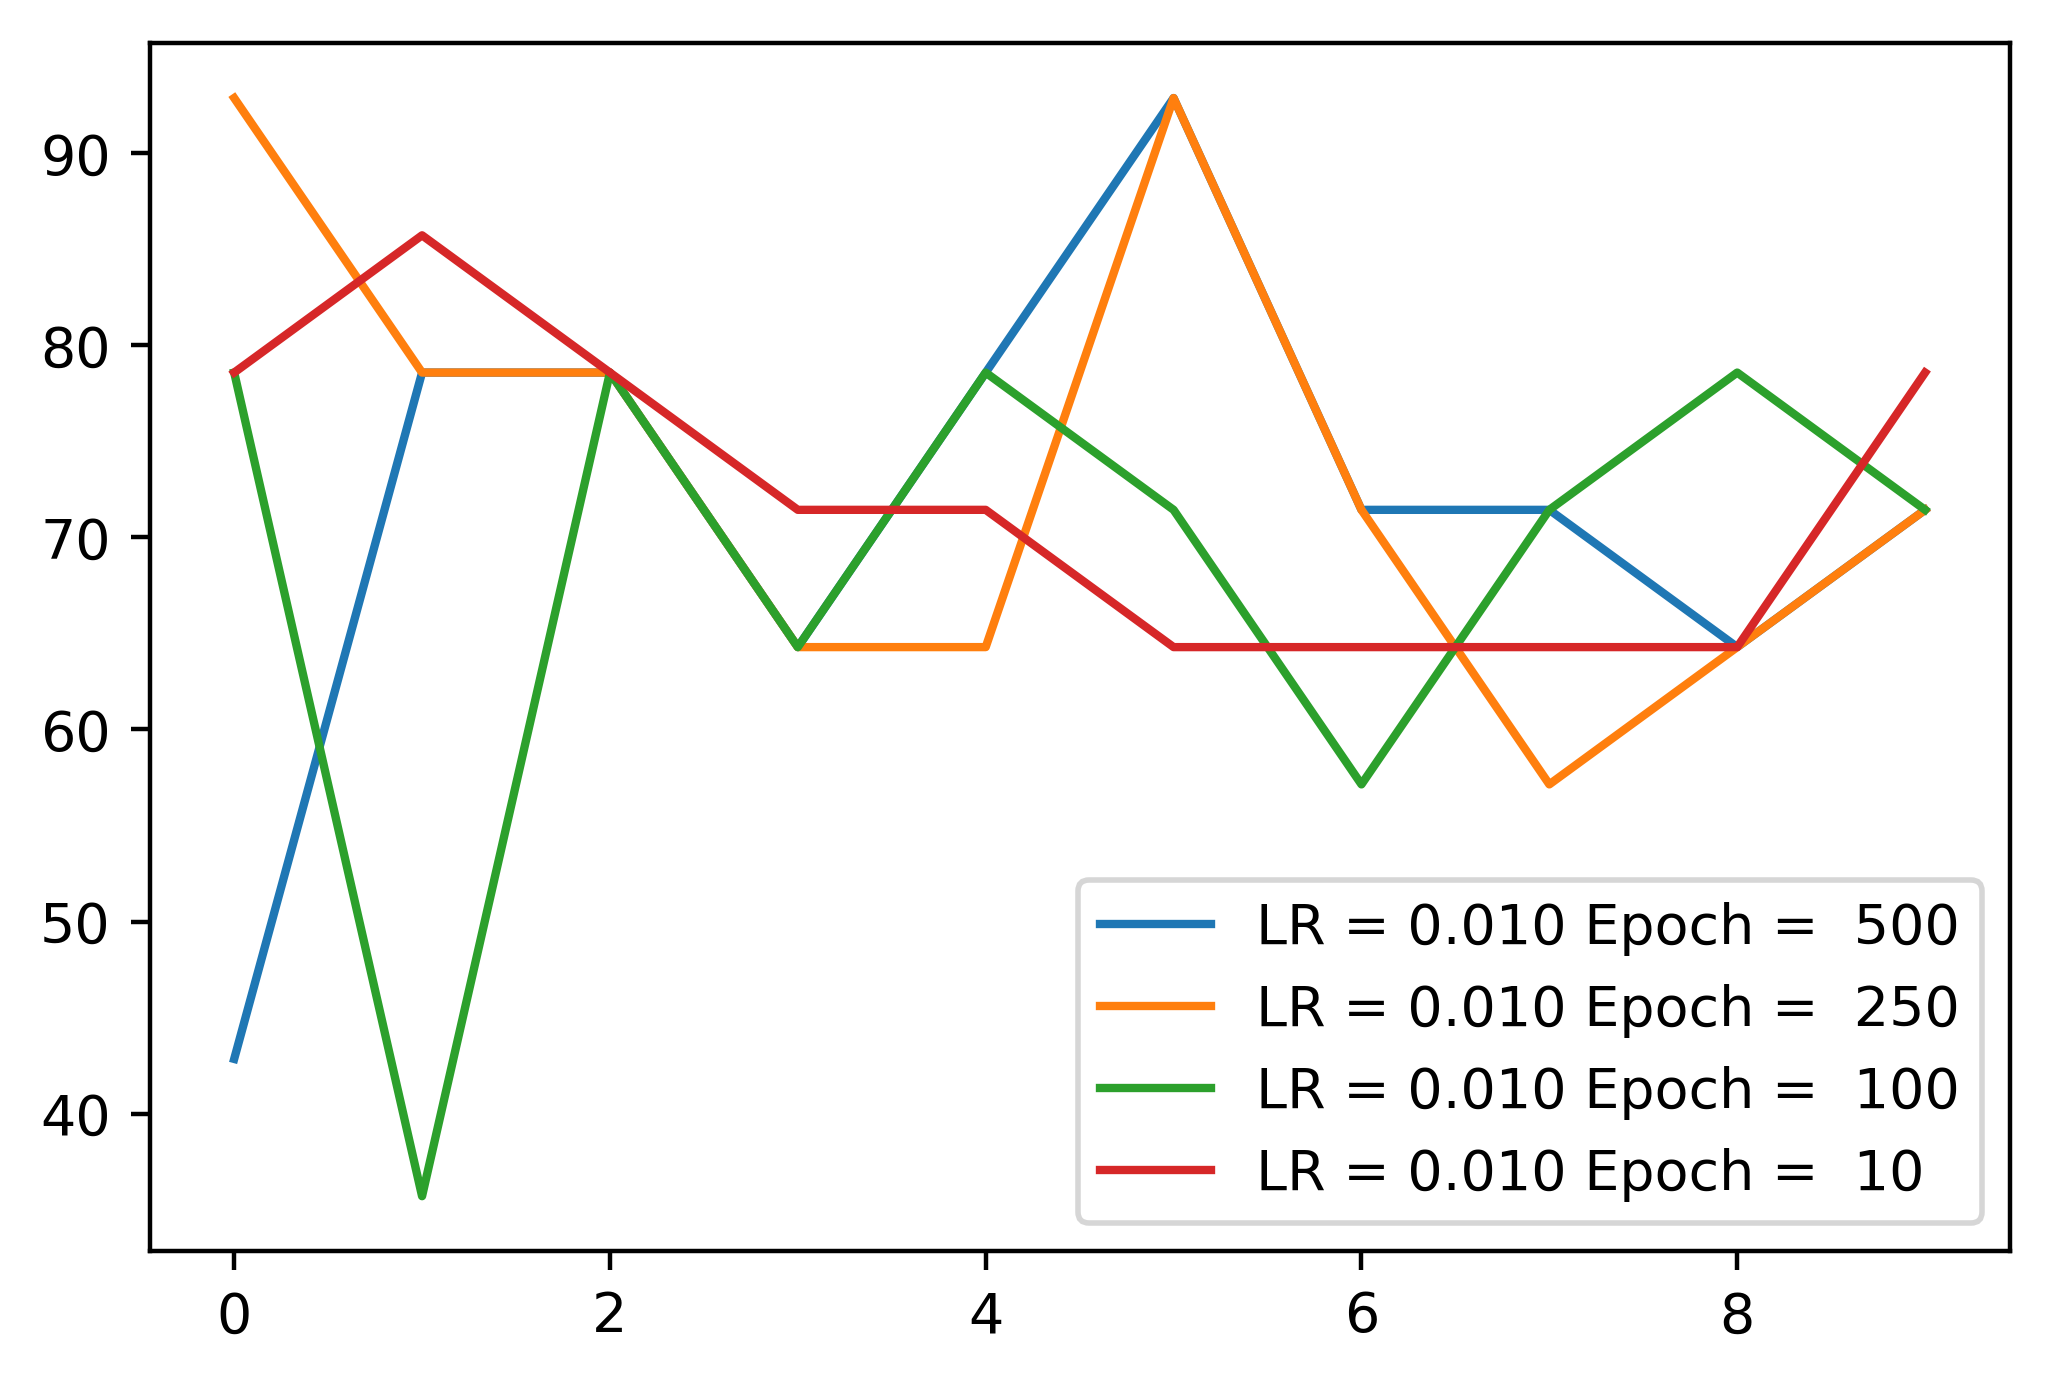 90
80
70
60
50
40
0 2 4 6 8
LR = 0.010 Epoch =  500
LR = 0.010 Epoch =  250
LR = 0.010 Epoch =  100
LR = 0.010 Epoch =  10